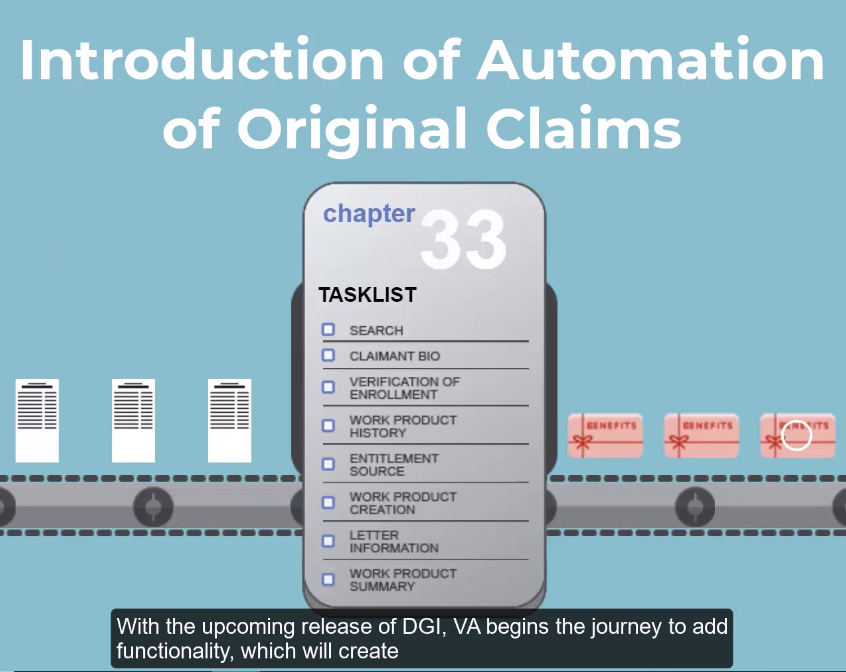 Introduction of Automation
of Original Claims
chapter 33
TASKLIST
SEARCH
CLAIMANT BIO
VERIFICATION OF
ENROLLMENT
WORK PRODUCT
HISTORY
ENTITLEMENT
SOURCE
WORK PRODUCT
CREATION
LETTER
INFORMATION
WORK PRODUCT
SUMMARY
BENEFITS
BENEFITS
BENEFITS
With the upcoming release of DGI, VA begins the journey to add
functionality, which will create